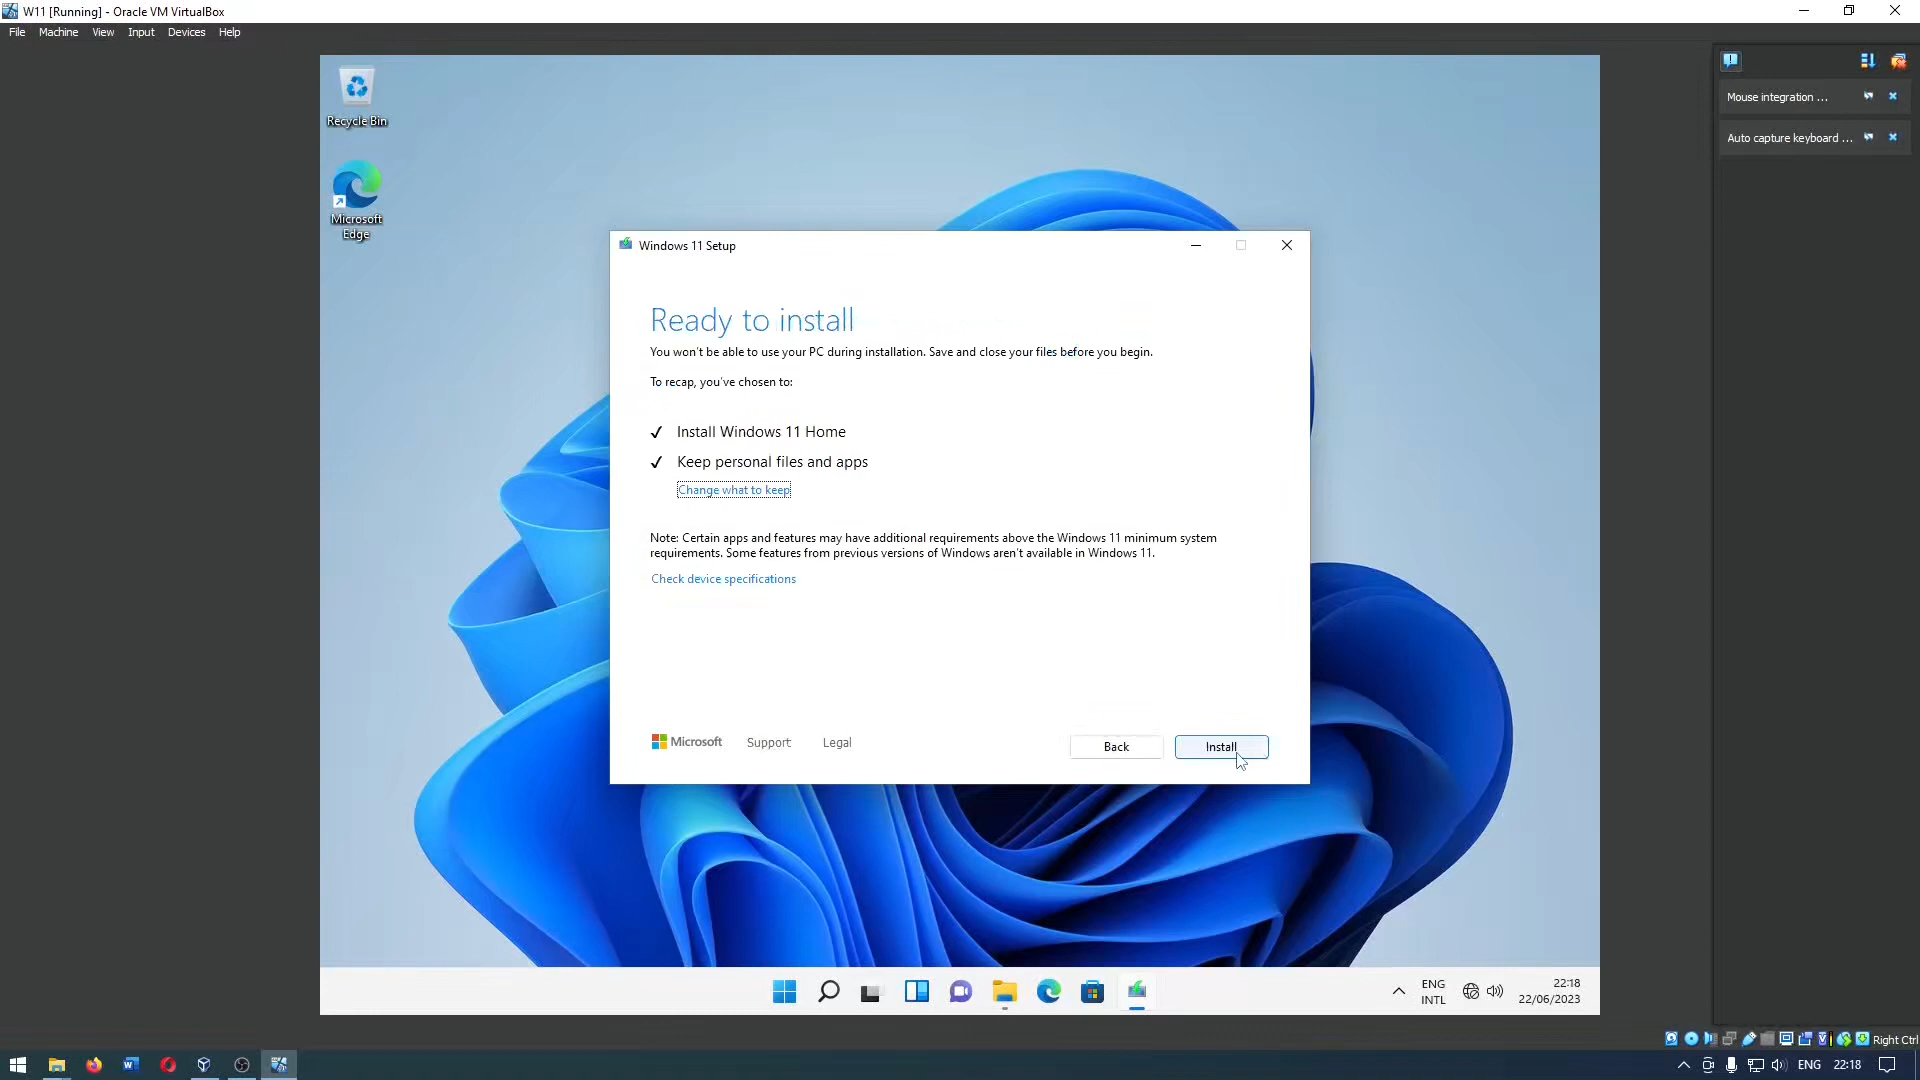 W11 [Running] - Oracle VM VirtualBox
File Machine View Input Devices Help
Mouse integration ...
Auto capture keyboard ...
Recycle Bin
Microsoft
Edge
Windows 11 Setup
Ready to install
You won't be able to use your PC during installation. Save and close your files before you begin.
To recap, you've chosen to:
Install Windows 11 Home
Keep personal files and apps
Change what to keep
Note: Certain apps and features may have additional requirements above the Windows 11 minimum system
requirements. Some features from previous versions of Windows aren't available in Windows 11.
Check device specifications
Microsoft Support Legal
Back Install
ENG
INTL
22:18
22/06/2023
Right Ctrl
ENG 22:18